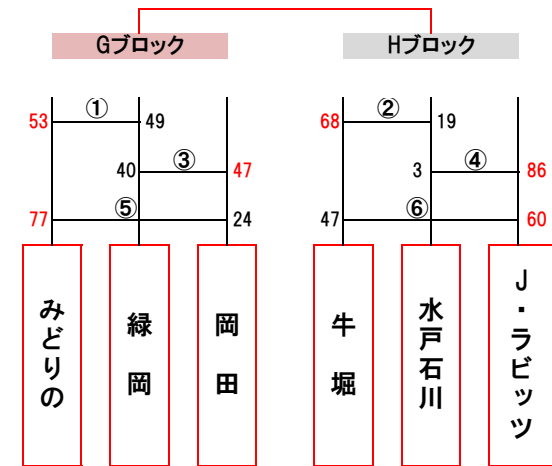 Gブロック Hブロック
① ②
53 49 68 19
③ ④
40 47 3 86
⑤ ⑥
77 24 47 60
みどりの
緑岡
岡田
牛堀
水戸石川
J・ラビッツ